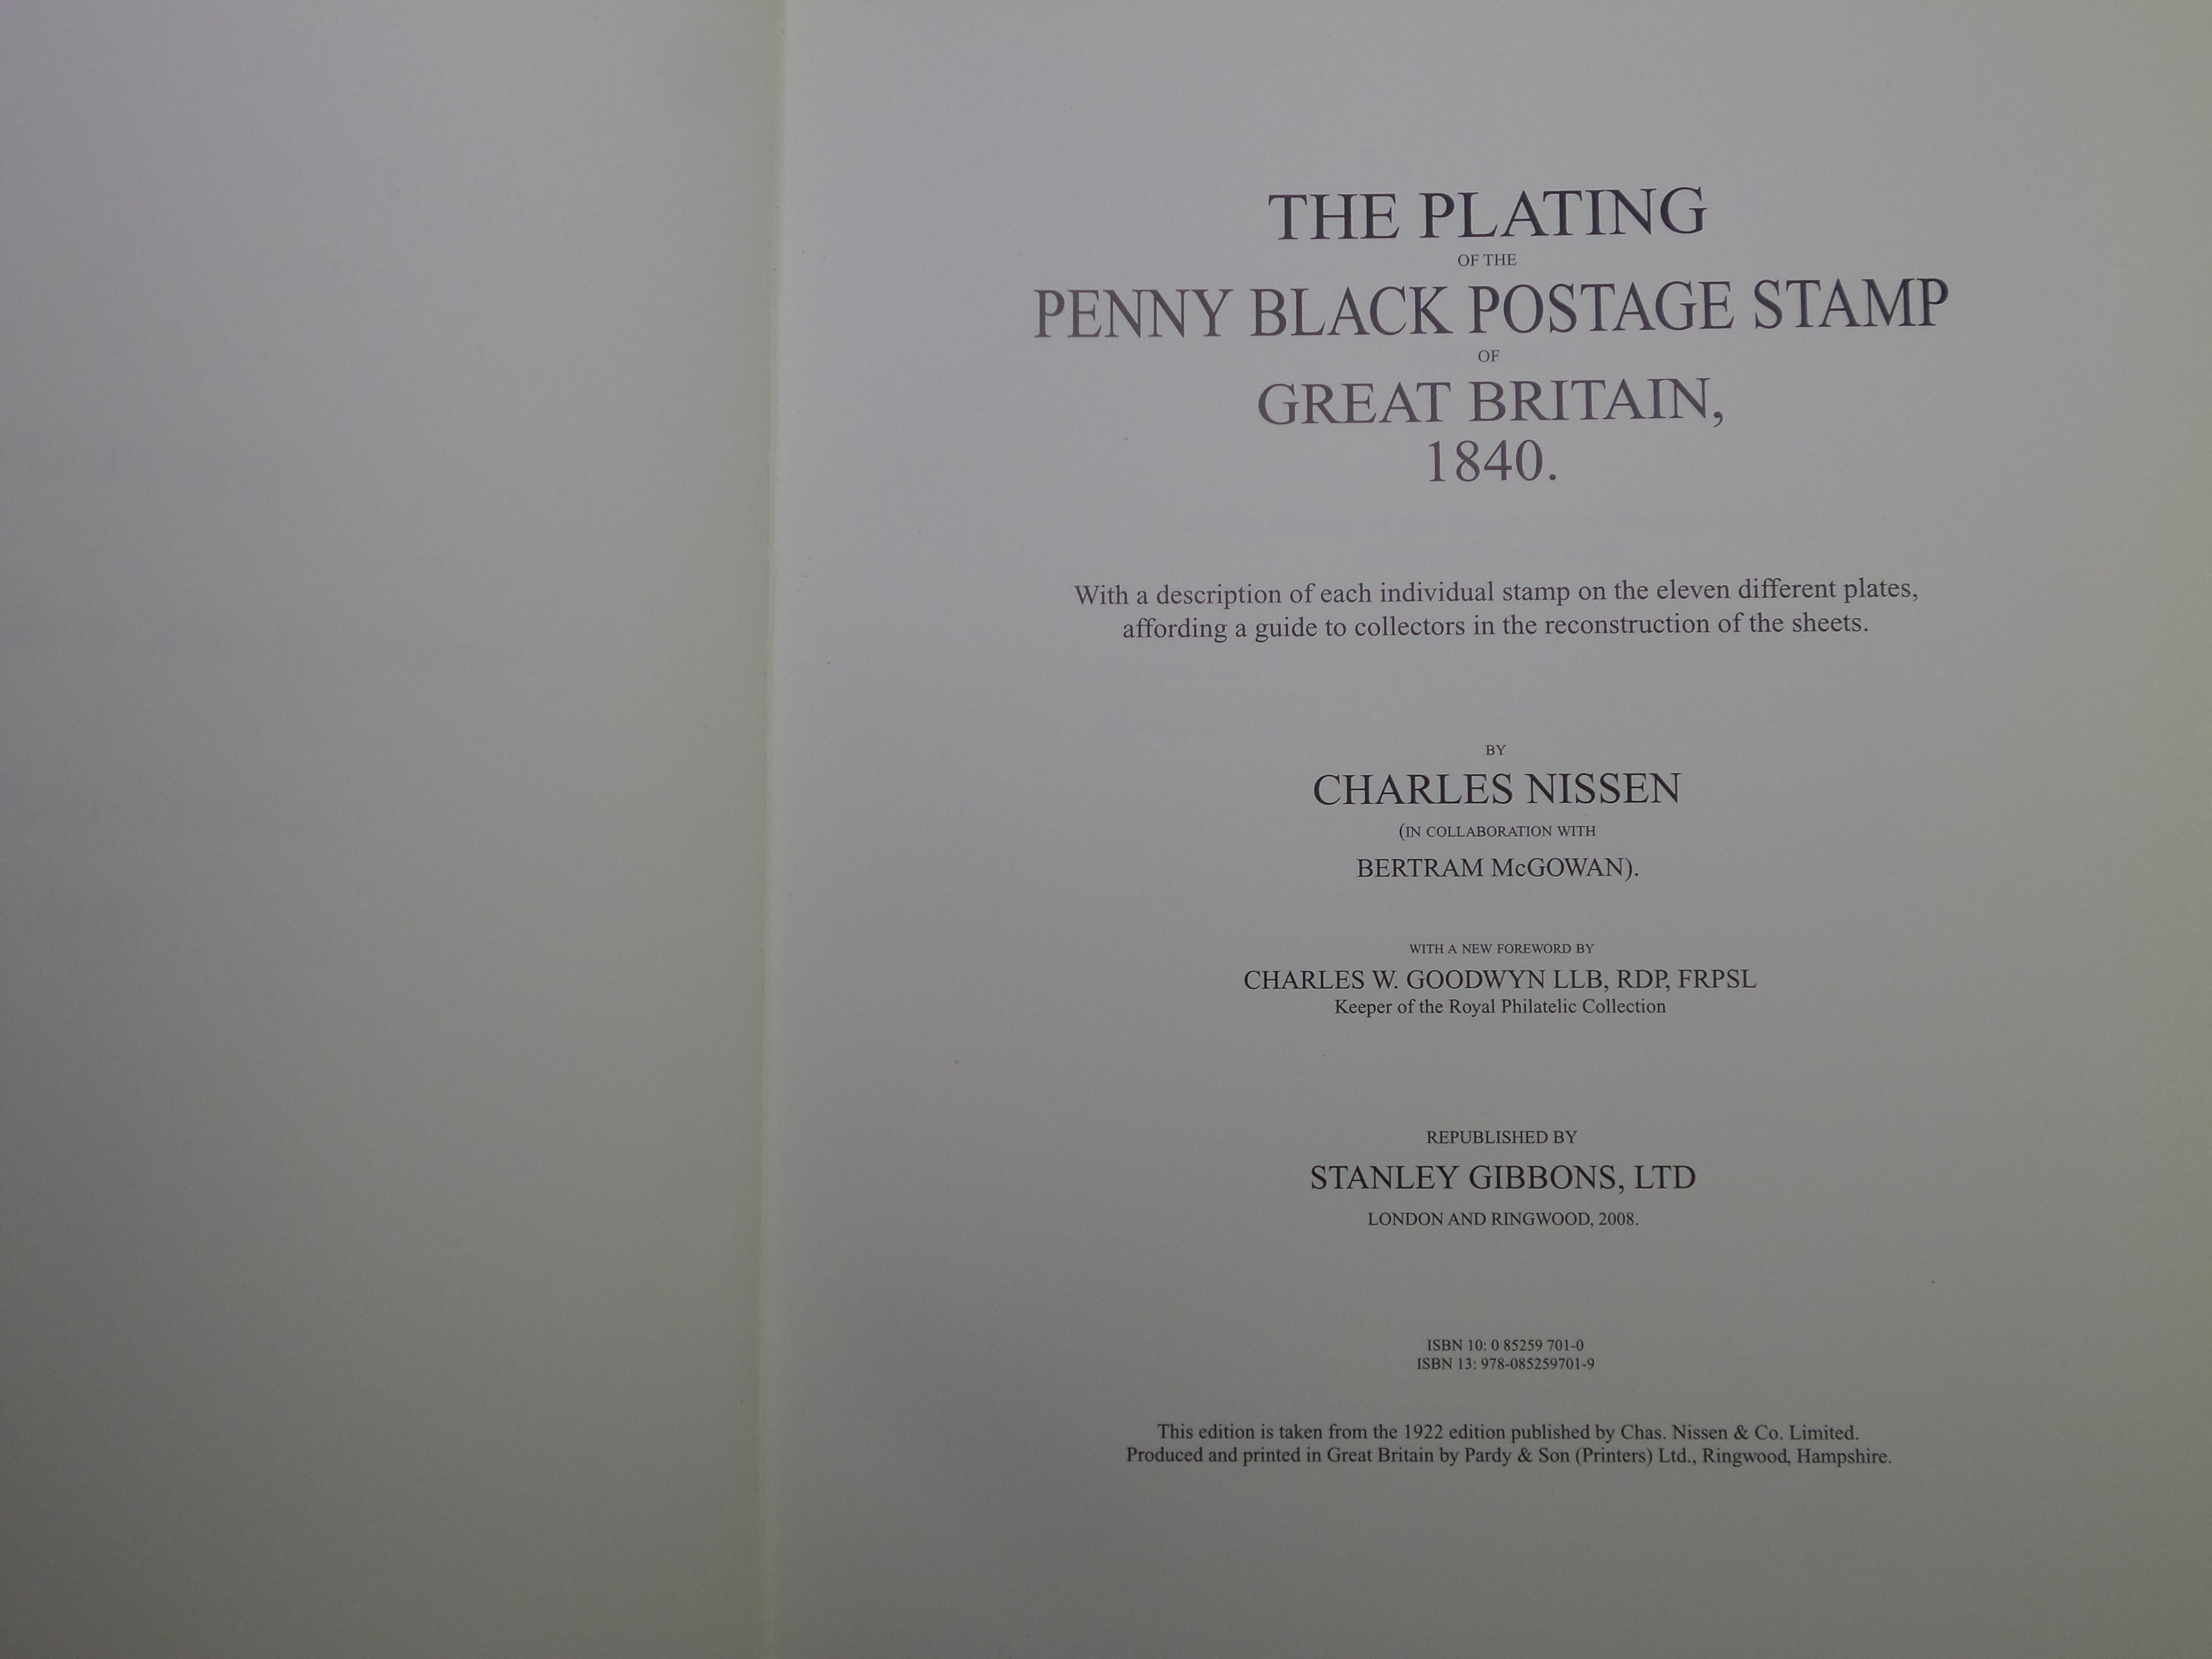 THE PLATING
OF THE
PENNY BLACK POSTAGE STAMP
OF
GREAT BRITAIN,
1840.
With a description of each individual stamp on the eleven different plates,
affording a guide to collectors in the reconstruction of the sheets.
BY
CHARLES NISSEN
(IN COLLABORATION WITH
BERTRAM McGOWAN).
WITH A NEW FOREWORD BY
CHARLES W. GOODWYN LLB, RDP, FRPSL
Keeper of the Royal Philatelic Collection
REPUBLISHED BY
STANLEY GIBBONS, LTD
LONDON AND RINGWOOD, 2008.
ISBN 10: 0 85259 701-0
ISBN 13: 978-085259701-9
This edition is taken from the 1922 edition published by Chas. Nissen & Co. Limited.
Produced and printed in Great Britain by Pardy & Son (Printers) Ltd., Ringwood, Hampshire.